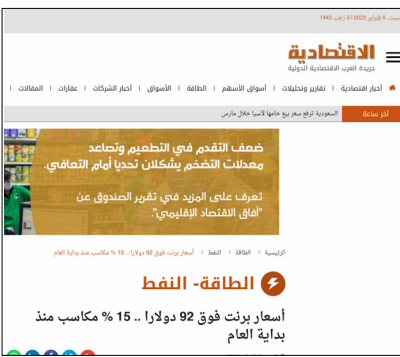 السبت، 5 فبراير 2022 | 3 رَجب 1443
الاقتصادية
جريدة العرب الاقتصادية الدولية
أخبار اقتصادية | تقارير وتحليلات | أسواق الأسهم | الطاقة | الأسواق | أخبار الشركات | عقارات | المقالات |
آخر ساعة
السعودية ترفع سعر بيع خامها لآسيا خلال مارس
ضعف التقدم في التطعيم وتصاعد
معدلات التضخم يشكلان تحديا أمام التعافي.
تعرف على المزيد في تقرير الصندوق عن
"آفاق الاقتصاد الإقليمي".
الرئيسية > الطاقة > النفط > أسعار برنت فوق 92 دولارا .. 15 % مكاسب منذ بداية العام
الطاقة- النفط
أسعار برنت فوق 92 دولارا .. 15 % مكاسب منذ
بداية العام